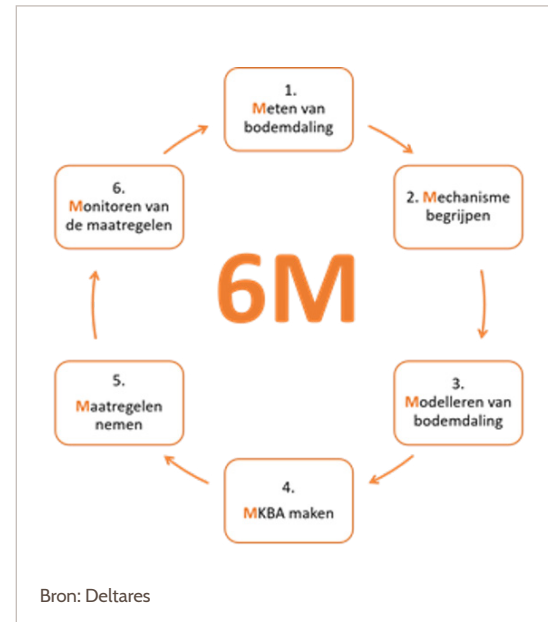 1.
Meten van
bodemdaling
2. Mechanisme
begrijpen
3.
Modelleren van
bodemdaling
4.
MKBA maken
5.
Maatregelen
nemen
6.
Monitoren van
de maatregelen
6M
Bron: Deltares